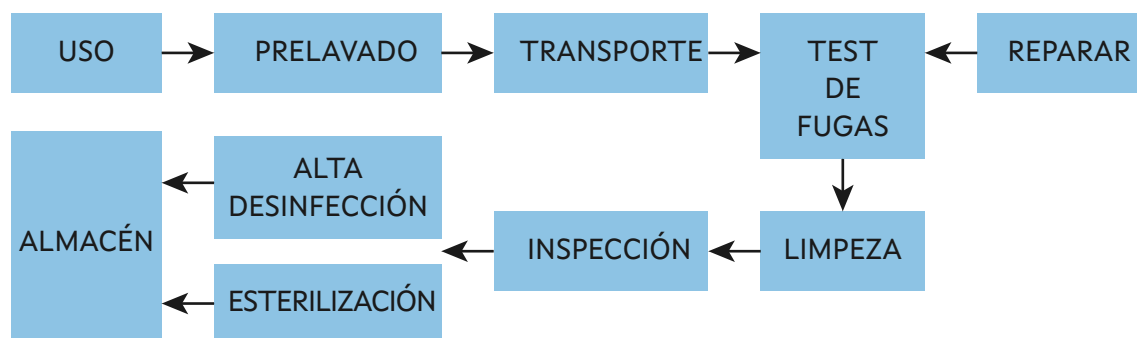 USO
PRELAVADO
TRANSPORTE
TEST
DE
FUGAS
REPARAR
ALMACÉN
ALTA
DESINFECCIÓN
ESTERILIZACIÓN
INSPECCIÓN
LIMPEZA